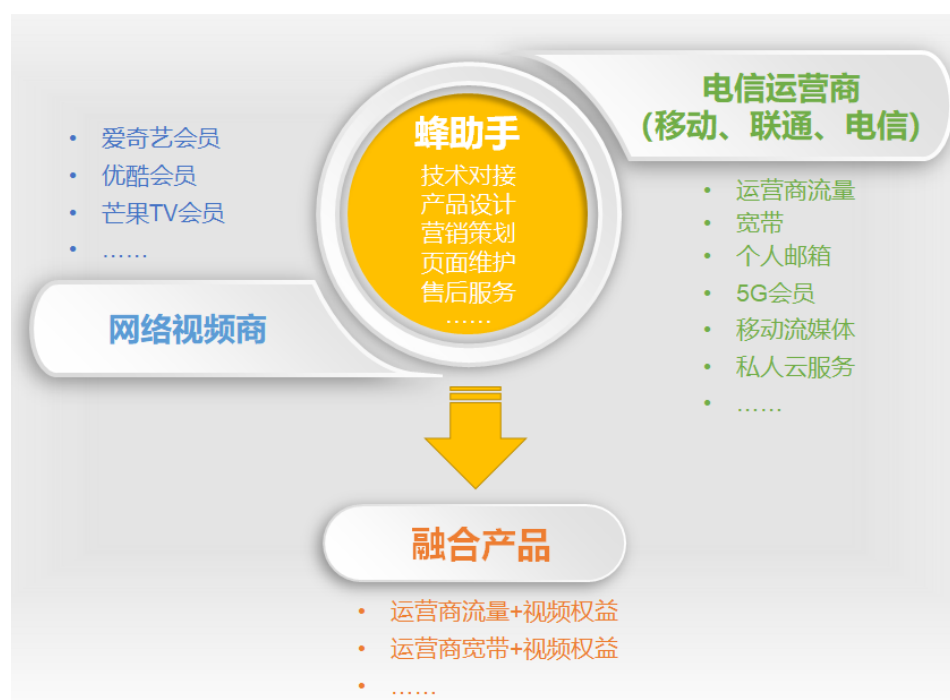 爱奇艺会员
优酷会员
芒果TV会员
……
网络视频商
蜂助手
技术对接
产品设计
营销策划
页面维护
售后服务
……
电信运营商
(移动、联通、电信)
运营商流量
宽带
个人邮箱
5G会员
移动流媒体
私人云服务
……
融合产品
运营商流量+视频权益
运营商宽带+视频权益
……